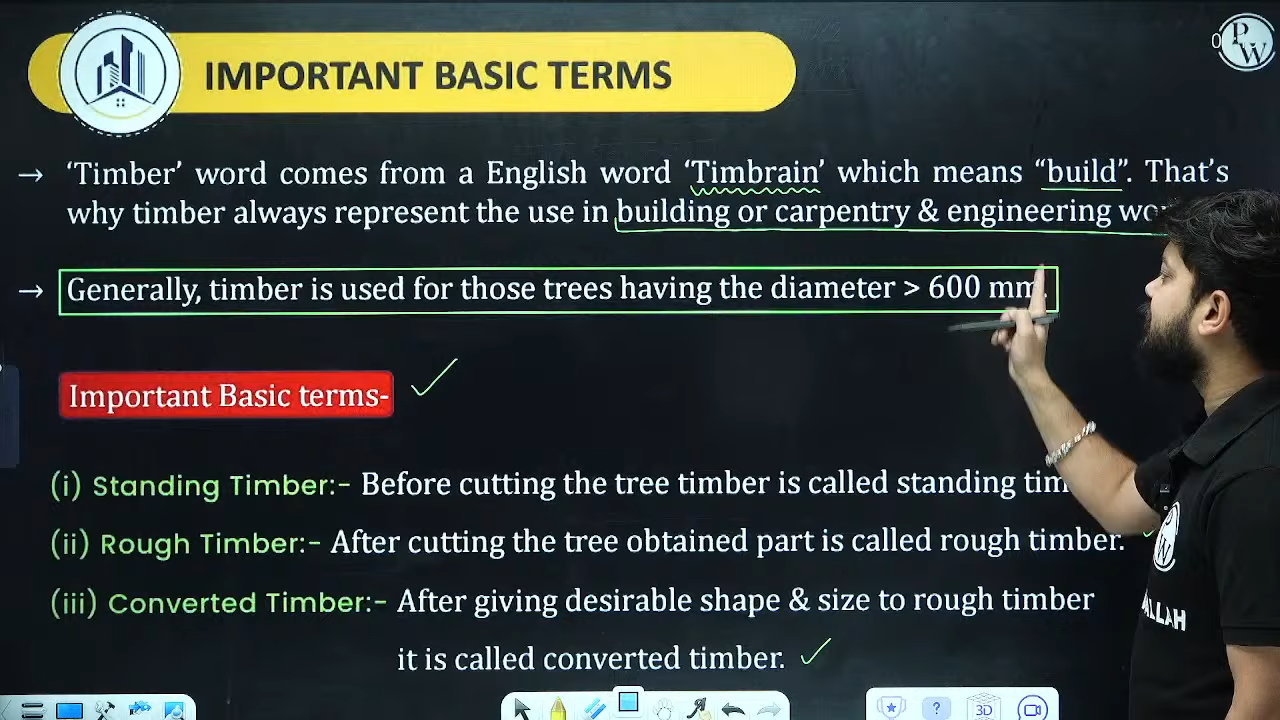 IMPORTANT BASIC TERMS
PW
→ ‘Timber’ word comes from a English word ‘Timbrain’ which means “build”. That’s
why timber always represent the use in building or carpentry & engineering
→ Generally, timber is used for those trees having the diameter > 600 mm.
Important Basic terms-
(i) Standing Timber:- Before cutting the tree timber is called standing
(ii) Rough Timber:- After cutting the tree obtained part is called rough timber.
(iii) Converted Timber:- After giving desirable shape & size to rough timber
it is called converted timber.
3D